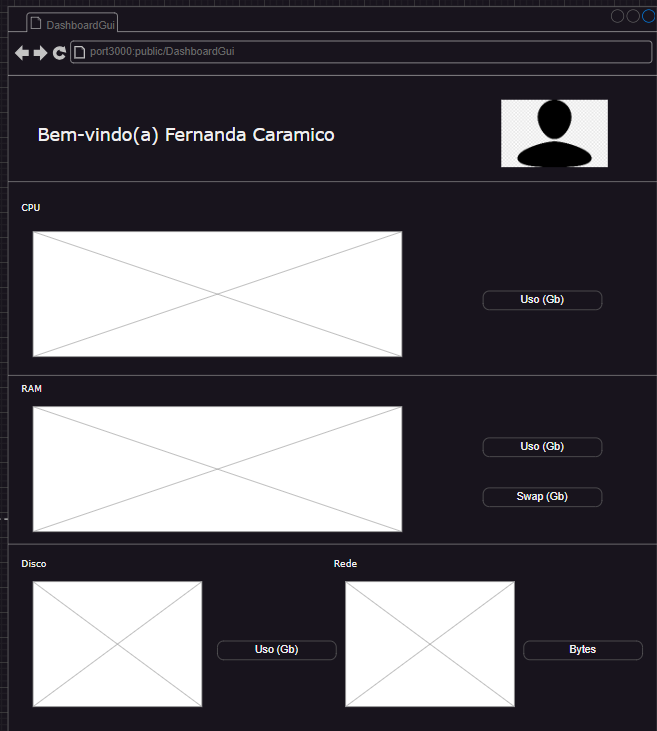 DashboardGui
port3000:public/DashboardGui
Bem-vindo(a) Fernanda Caramico
CPU
Uso (Gb)
RAM
Uso (Gb)
Swap (Gb)
Disco
Rede
Uso (Gb)
Bytes